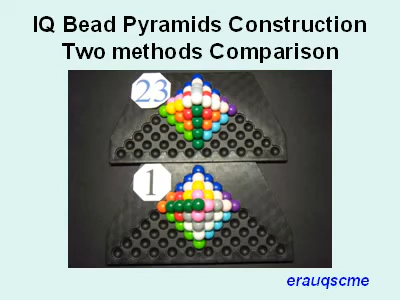 IQ Bead Pyramids Construction
Two methods Comparison
23
1
erauqscme